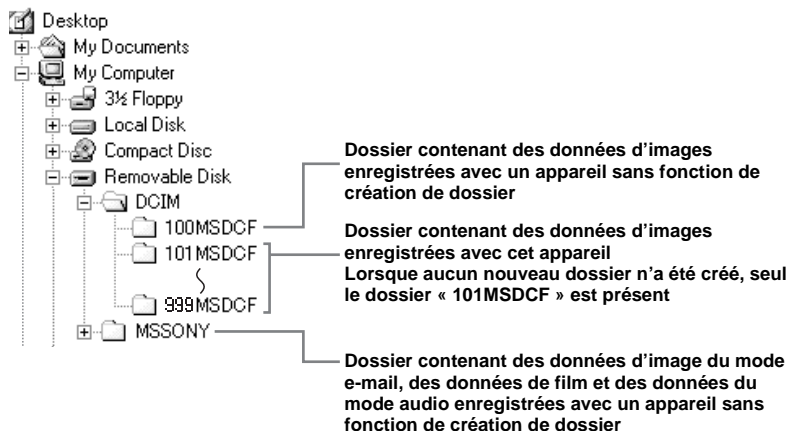 Desktop
My Documents
My Computer
3½ Floppy
Local Disk
Compact Disc
Removable Disk
DCIM
100MSDCF
101MSDCF
999MSDCF
MSSONY
Dossier contenant des données d’images
enregistrées avec un appareil sans fonction de
création de dossier
Dossier contenant des données d’images
enregistrées avec cet appareil
Lorsque aucun nouveau dossier n’a été créé, seul
le dossier « 101MSDCF » est présent
Dossier contenant des données d’image du mode
e-mail, des données de film et des données du
mode audio enregistrées avec un appareil sans
fonction de création de dossier